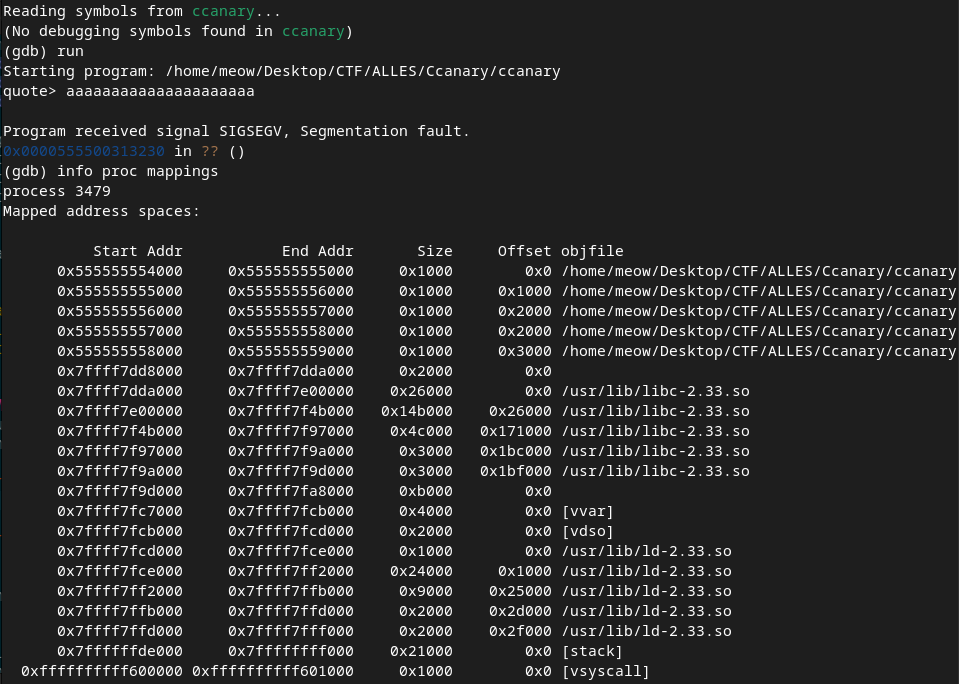 Reading symbols from ccanary...
(No debugging symbols found in ccanary)
(gdb) run
Starting program: /home/meow/Desktop/CTF/ALLES/Ccanary/ccanary
quote> aaaaaaaaaaaaaaaaaaaaa

Program received signal SIGSEGV, Segmentation fault.
0x0000555500313230 in ?? ()
(gdb) info proc mappings
process 3479
Mapped address spaces:

          Start Addr           End Addr       Size     Offset objfile
      0x555555554000     0x555555555000     0x1000        0x0 /home/meow/Desktop/CTF/ALLES/Ccanary/ccanary
      0x555555555000     0x555555556000     0x1000     0x1000 /home/meow/Desktop/CTF/ALLES/Ccanary/ccanary
      0x555555556000     0x555555557000     0x1000     0x2000 /home/meow/Desktop/CTF/ALLES/Ccanary/ccanary
      0x555555557000     0x555555558000     0x1000     0x2000 /home/meow/Desktop/CTF/ALLES/Ccanary/ccanary
      0x555555558000     0x555555559000     0x1000     0x3000 /home/meow/Desktop/CTF/ALLES/Ccanary/ccanary
      0x7ffff7dd8000     0x7ffff7dda000     0x2000        0x0
      0x7ffff7dda000     0x7ffff7e00000    0x26000        0x0 /usr/lib/libc-2.33.so
      0x7ffff7e00000     0x7ffff7f4b000   0x14b000    0x26000 /usr/lib/libc-2.33.so
      0x7ffff7f4b000     0x7ffff7f97000    0x4c000   0x171000 /usr/lib/libc-2.33.so
      0x7ffff7f97000     0x7ffff7f9a000     0x3000   0x1bc000 /usr/lib/libc-2.33.so
      0x7ffff7f9a000     0x7ffff7f9d000     0x3000   0x1bf000 /usr/lib/libc-2.33.so
      0x7ffff7f9d000     0x7ffff7fa8000     0xb000        0x0
      0x7ffff7fc7000     0x7ffff7fcb000     0x4000        0x0 [vvar]
      0x7ffff7fcb000     0x7ffff7fcd000     0x2000        0x0 [vdso]
      0x7ffff7fcd000     0x7ffff7fce000     0x1000        0x0 /usr/lib/ld-2.33.so
      0x7ffff7fce000     0x7ffff7ff2000    0x24000     0x1000 /usr/lib/ld-2.33.so
      0x7ffff7ff2000     0x7ffff7ffb000     0x9000    0x25000 /usr/lib/ld-2.33.so
      0x7ffff7ffb000     0x7ffff7ffd000     0x2000    0x2d000 /usr/lib/ld-2.33.so
      0x7ffff7ffd000     0x7ffff7fff000     0x2000    0x2f000 /usr/lib/ld-2.33.so
      0x7ffffffde000     0x7ffffffff000    0x21000        0x0 [stack]
  0xffffffffff600000 0xffffffffff601000     0x1000        0x0 [vsyscall]